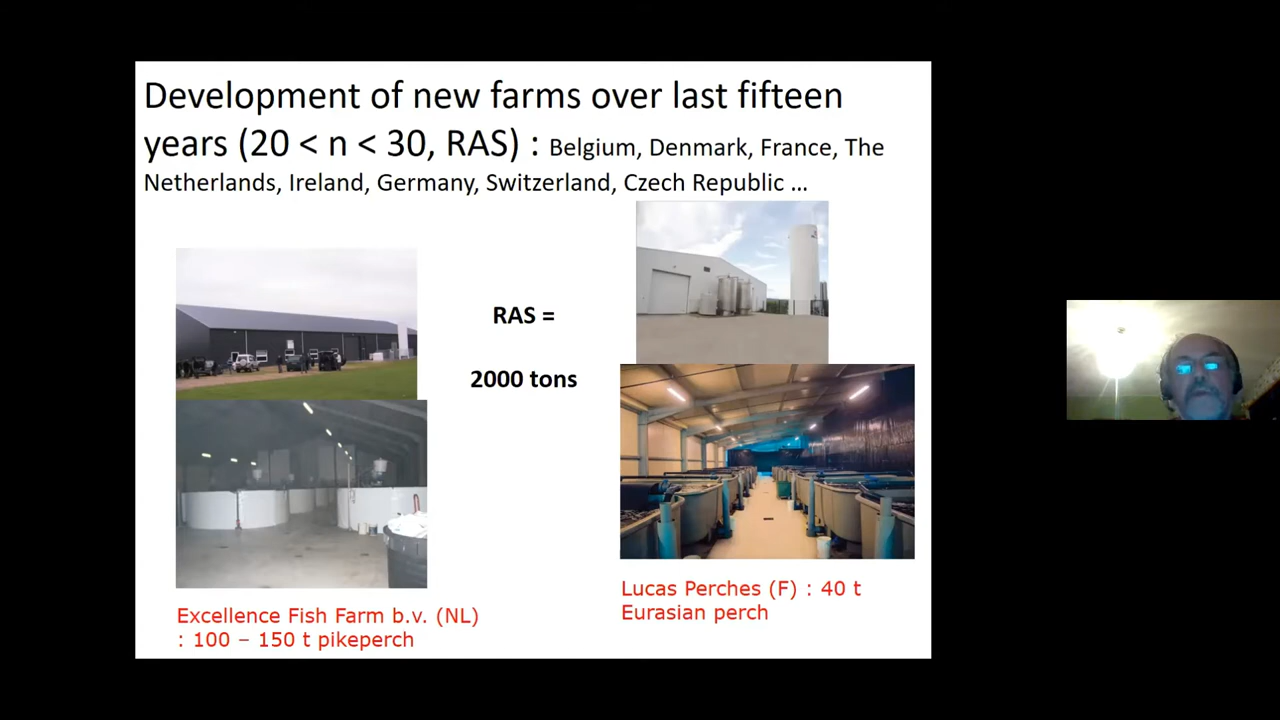 Development of new farms over last fifteen
years (20 < n < 30, RAS) : Belgium, Denmark, France, The
Netherlands, Ireland, Germany, Switzerland, Czech Republic ...
RAS =
2000 tons
Excellence Fish Farm b.v. (NL)
: 100 – 150 t pikeperch
Lucas Perches (F) : 40 t
Eurasian perch